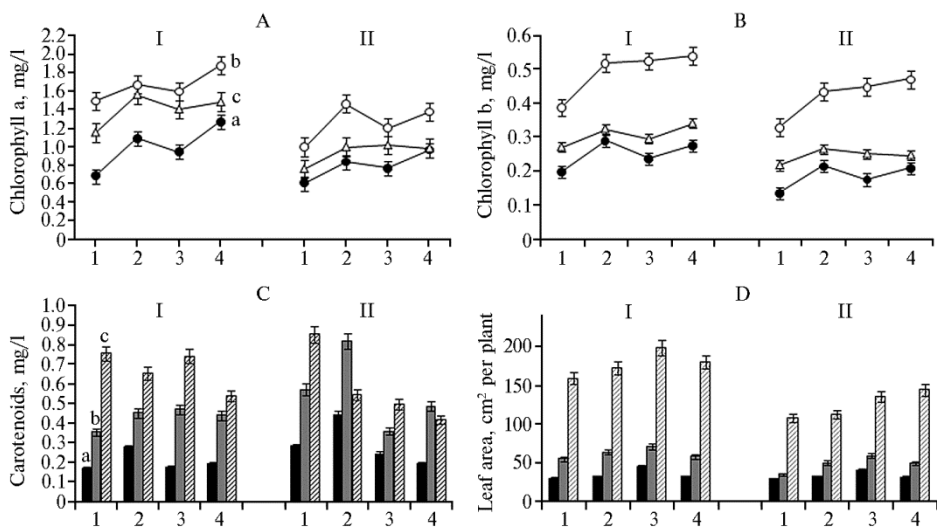 A
I
II
Chlorophyll a, mg/l
2.0
1.8
1.6
1.4
1.2
1.0
0.8
0.6
0.4
0.2
0
b
c
a
1 2 3 4 1 2 3 4
B
I
II
Chlorophyll b, mg/l
0.6
0.5
0.4
0.3
0.2
0.1
0
1 2 3 4 1 2 3 4
C
I
II
Carotenoids, mg/l
1.0
0.9
0.8
0.7
0.6
0.5
0.4
0.3
0.2
0.1
0
c
b
a
1 2 3 4 1 2 3 4
D
I
II
Leaf area, cm² per plant
200
150
100
50
0
1 2 3 4 1 2 3 4